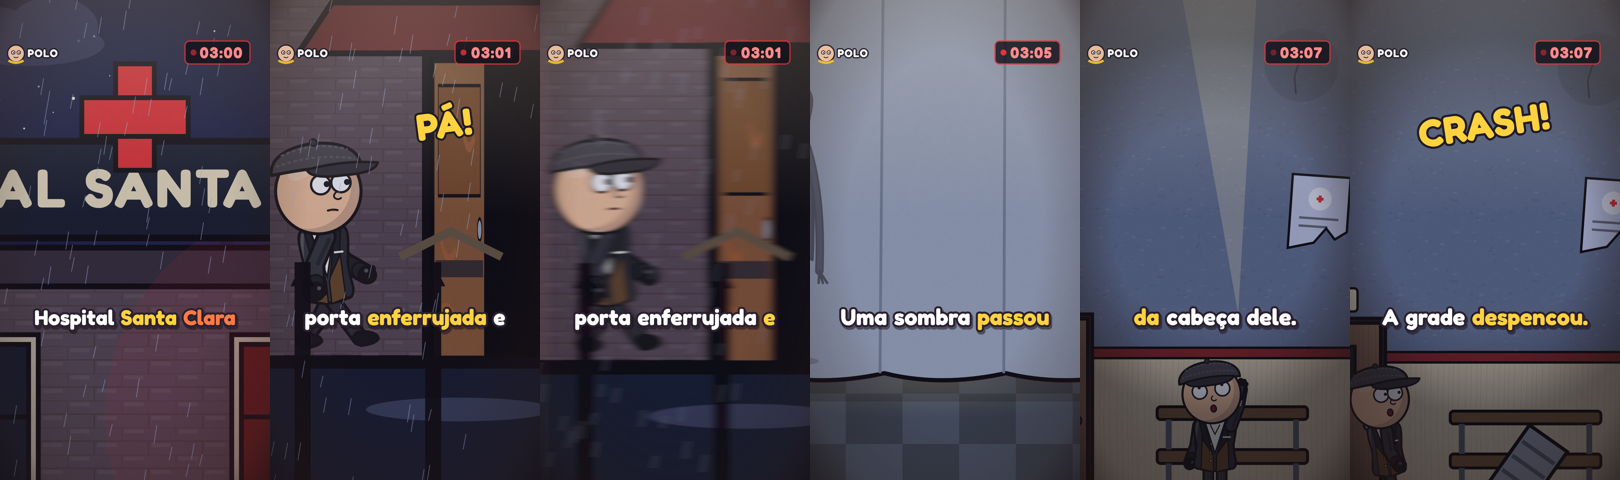 POLO
03:00
AL SANTA
Hospital Santa Clara
POLO
03:01
PÁ!
porta enferrujada e
POLO
03:01
porta enferrujada e
POLO
03:05
Uma sombra passou
POLO
03:07
da cabeça dele.
POLO
03:07
CRASH!
A grade despencou.